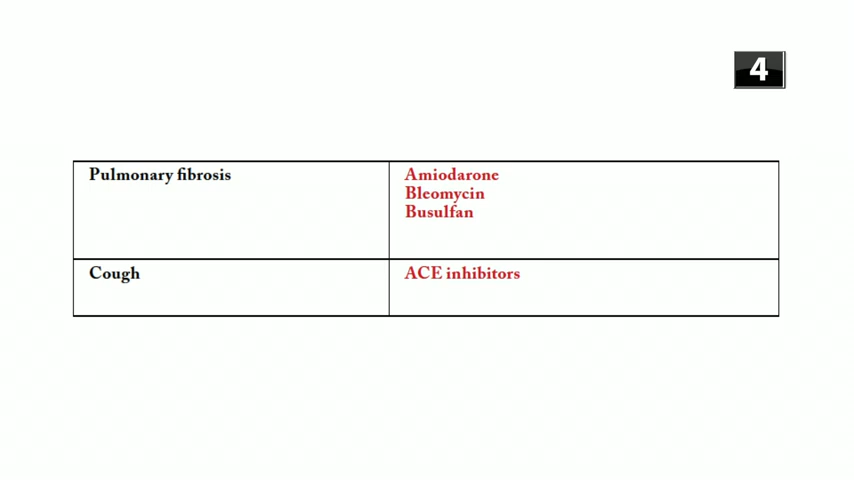 4
Pulmonary fibrosis
Amiodarone
Bleomycin
Busulfan
Cough
ACE inhibitors